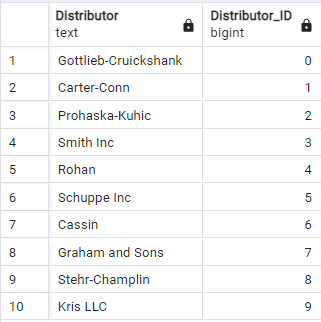 Distributor Distributor_ID
text bigint
1 Gottlieb-Cruickshank 0
2 Carter-Conn 1
3 Prohaska-Kuhic 2
4 Smith Inc 3
5 Rohan 4
6 Schuppe Inc 5
7 Cassin 6
8 Graham and Sons 7
9 Stehr-Champlin 8
10 Kris LLC 9